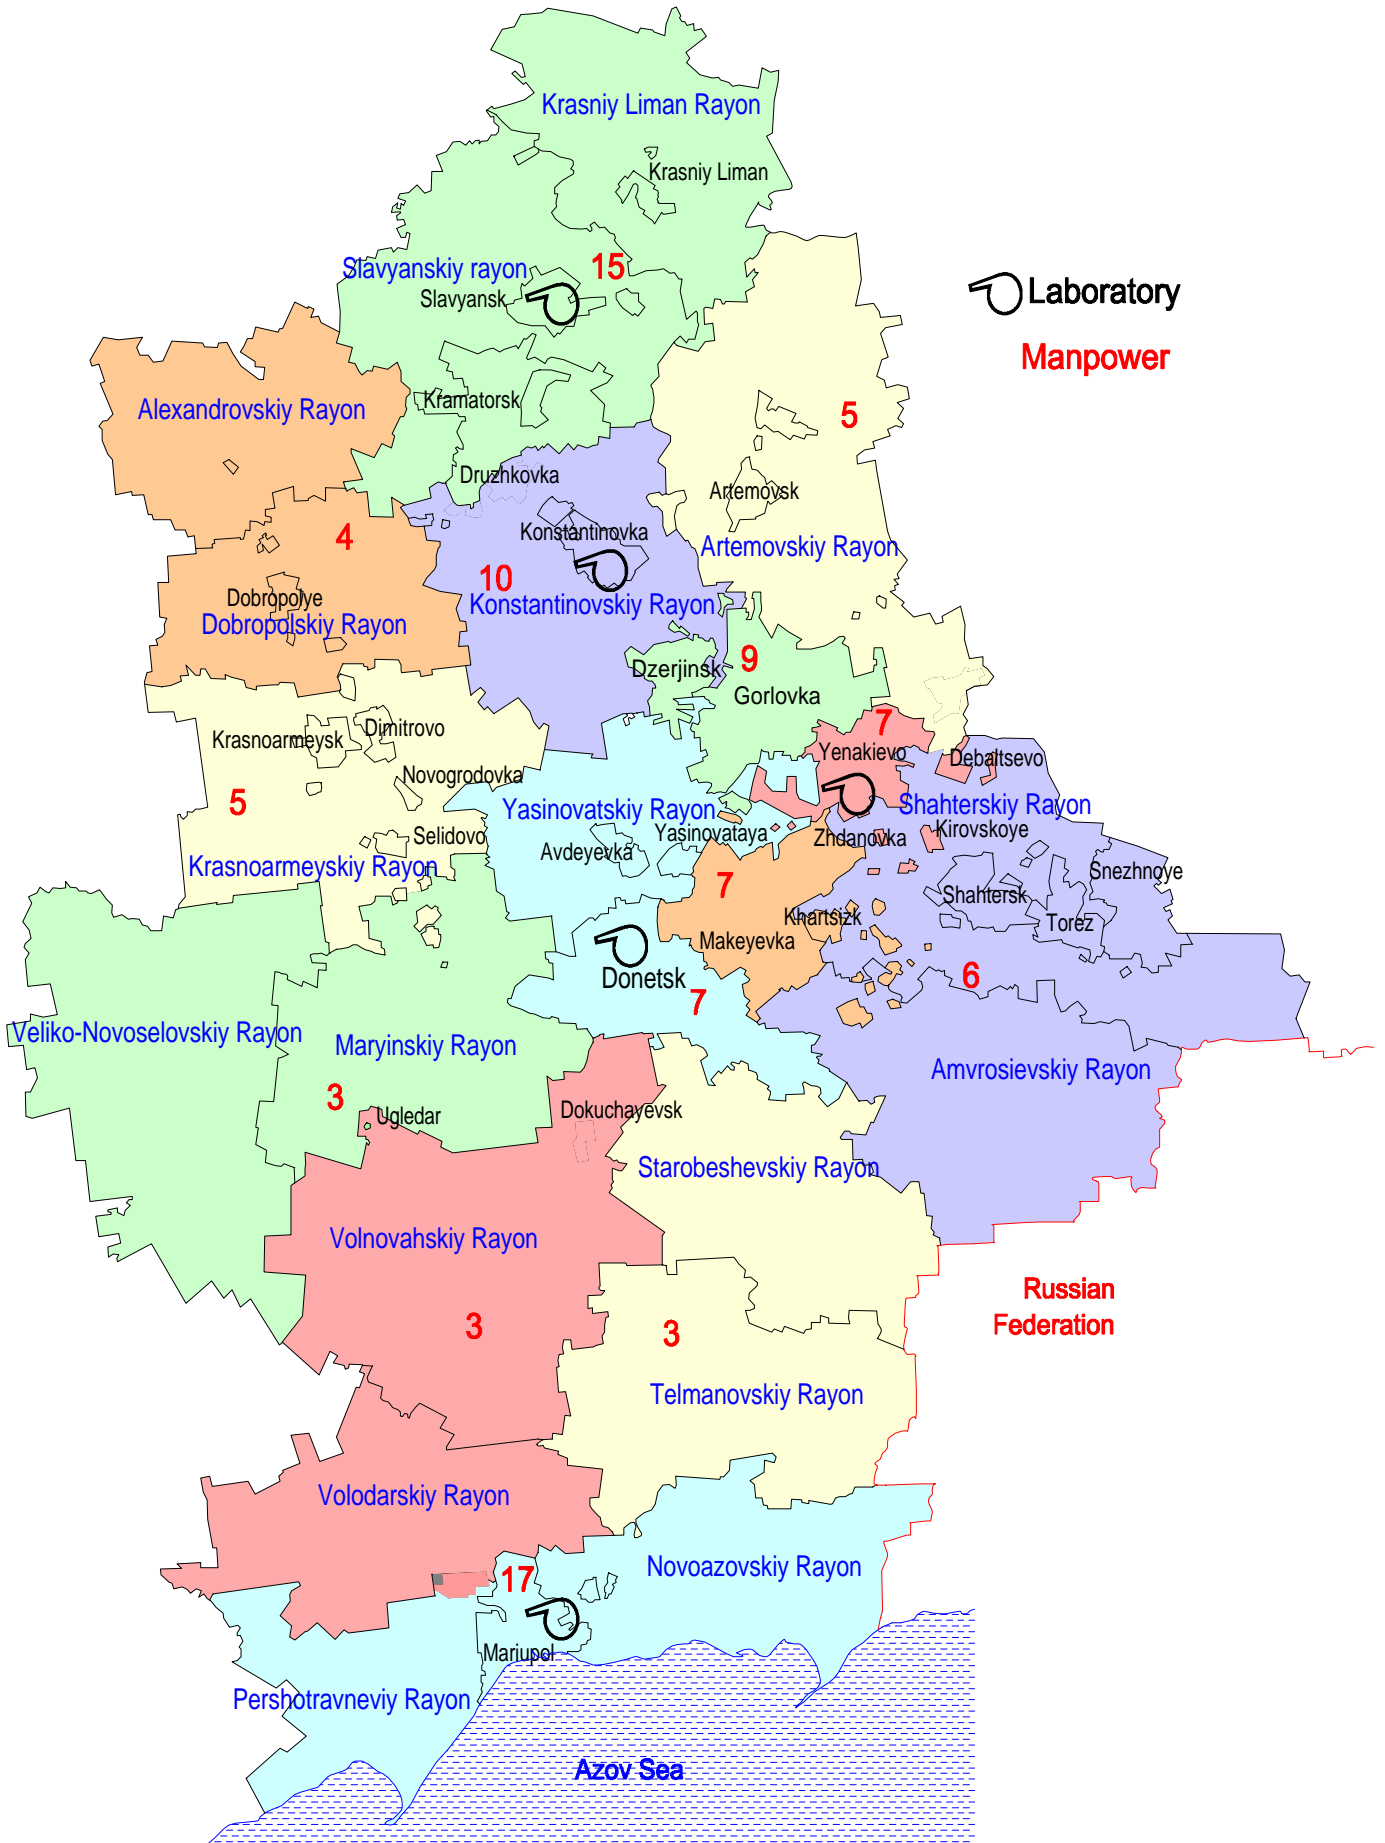 Krasniy Liman Rayon
Krasniy Liman
Slavyanskiy rayon
15
Slavyansk
Laboratory
Manpower
Kramatorsk
Alexandrovskiy Rayon
5
Druzhkovka
Artemovsk
Konstantinovka
4
Artemovskiy Rayon
10
Konstantinovskiy Rayon
Dobropolye
Dobropolskiy Rayon
9
Dzerjinsk
Gorlovka
7
Dimitrovo
Krasnoarmeysk
Yenakievo
Debaltsevo
Novogrodovka
5
Yasinovatskiy Rayon
Shahterskiy Rayon
Selidovo
Yasinovataya
Zhdanovka
Kirovskoye
Avdeyevka
Krasnoarmeyskiy Rayon
Snezhnoye
7
Shahtersk
Khartsizk
Torez
Makeyevka
Donetsk
6
7
Veliko-Novoselovskiy Rayon
Maryinskiy Rayon
Amvrosievskiy Rayon
3
Ugledar
Dokuchayevsk
Starobeshevskiy Rayon
Volnovahskiy Rayon
Russian
Federation
3
3
Telmanovskiy Rayon
Volodarskiy Rayon
Novoazovskiy Rayon
17
Mariupol
Pershotravneviy Rayon
Azov Sea